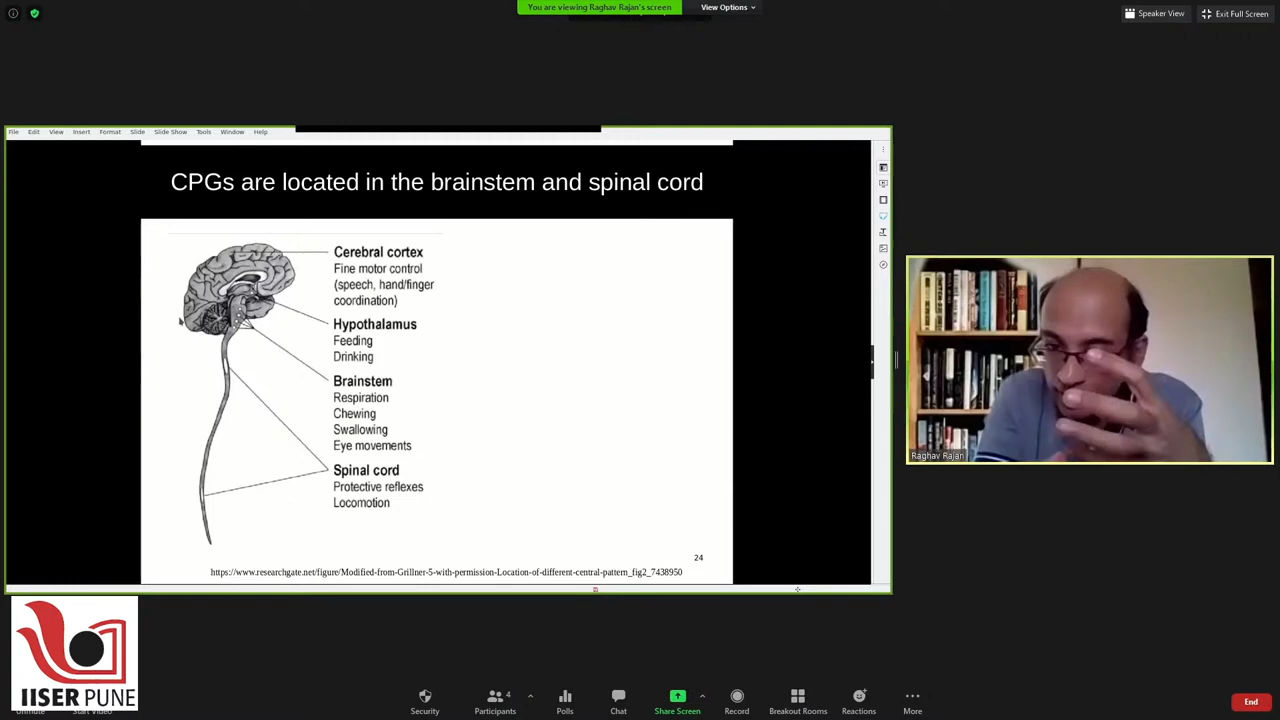 You are viewing Raghav Rajan's screen
View Options
Speaker View
Exit Full Screen
File Edit View Insert Format Slide Slide Show Tools Window Help
CPGs are located in the brainstem and spinal cord
Cerebral cortex
Fine motor control
(speech, hand/finger
coordination)
Hypothalamus
Feeding
Drinking
Brainstem
Respiration
Chewing
Swallowing
Eye movements
Spinal cord
Protective reflexes
Locomotion
24
https://www.researchgate.net/figure/Modified-from-Grillner-5-with-permission-Location-of-different-central-pattern_fig2_7438950
Raghav Rajan
IISER PUNE
Unmute Start Video
Security
4
Participants
Polls
Chat
Share Screen
Record
Breakout Rooms
Reactions
More
End